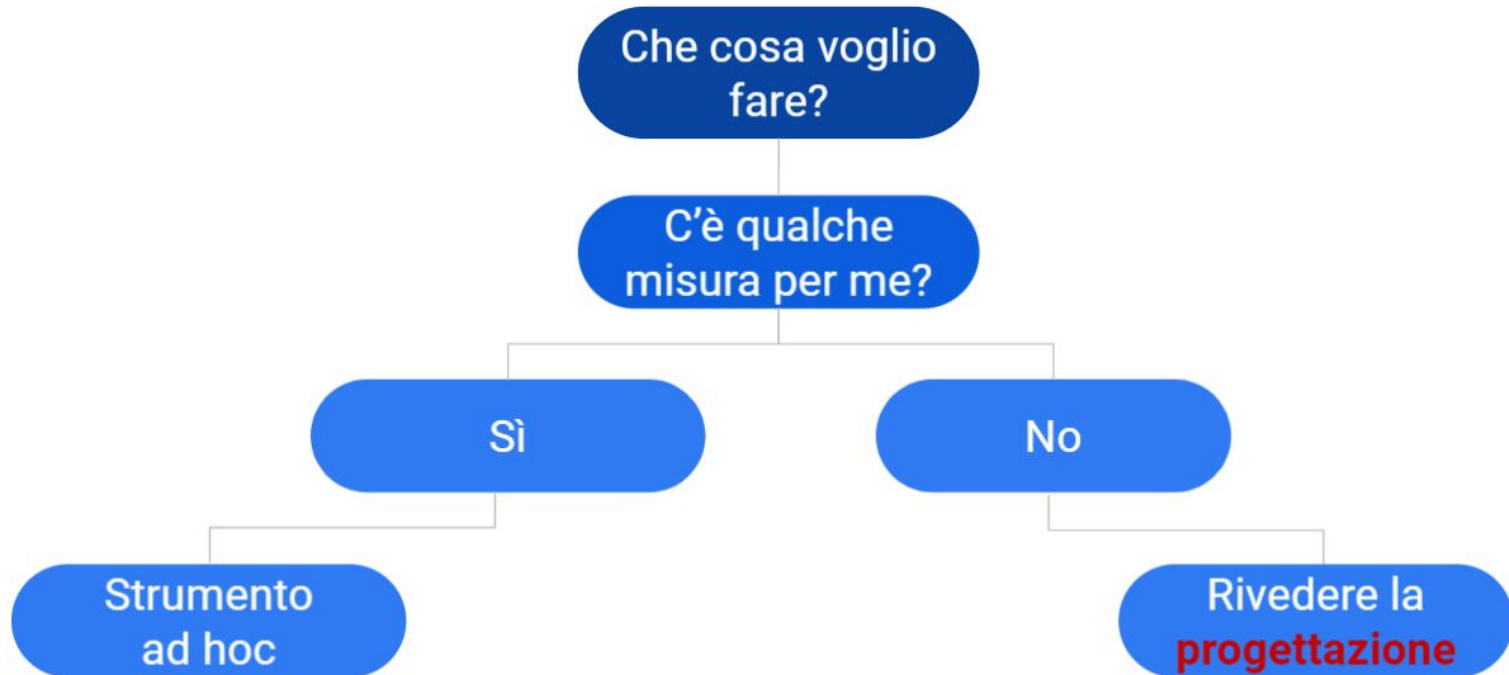 Che cosa voglio
fare?
C'è qualche
misura per me?
Sì
No
Strumento
ad hoc
Rivedere la
progettazione